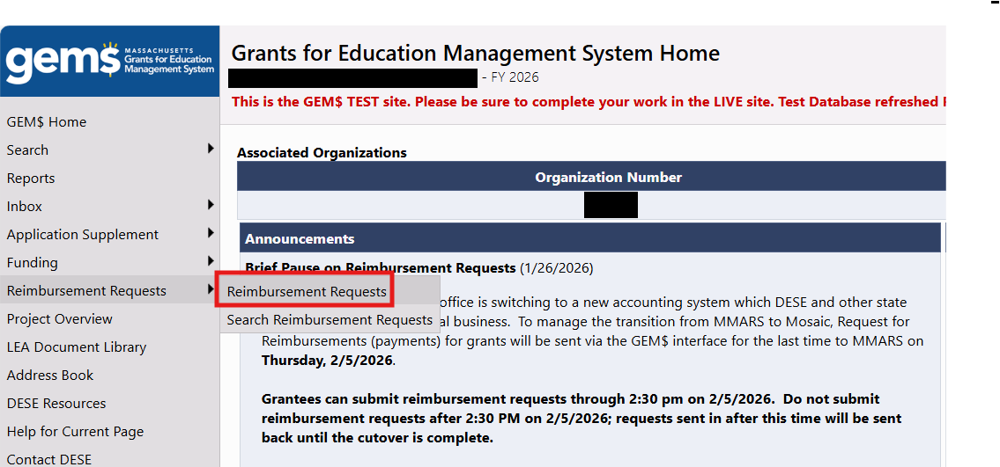 gem$ MASSACHUSETTS
Grants for Education
Management System
Grants for Education Management System Home
- FY 2026
This is the GEM$ TEST site. Please be sure to complete your work in the LIVE site. Test Database refreshed
GEM$ Home
Search
Reports
Inbox
Application Supplement
Funding
Reimbursement Requests
Project Overview
LEA Document Library
Address Book
DESE Resources
Help for Current Page
Contact DESE
Reimbursement Requests
Search Reimbursement Requests
Associated Organizations
Organization Number
Announcements
Brief Pause on Reimbursement Requests (1/26/2026)
office is switching to a new accounting system which DESE and other state
al business. To manage the transition from MMARS to Mosaic, Request for
Reimbursements (payments) for grants will be sent via the GEM$ interface for the last time to MMARS on
Thursday, 2/5/2026.
Grantees can submit reimbursement requests through 2:30 pm on 2/5/2026. Do not submit
reimbursement requests after 2:30 PM on 2/5/2026; requests sent in after this time will be sent
back until the cutover is complete.